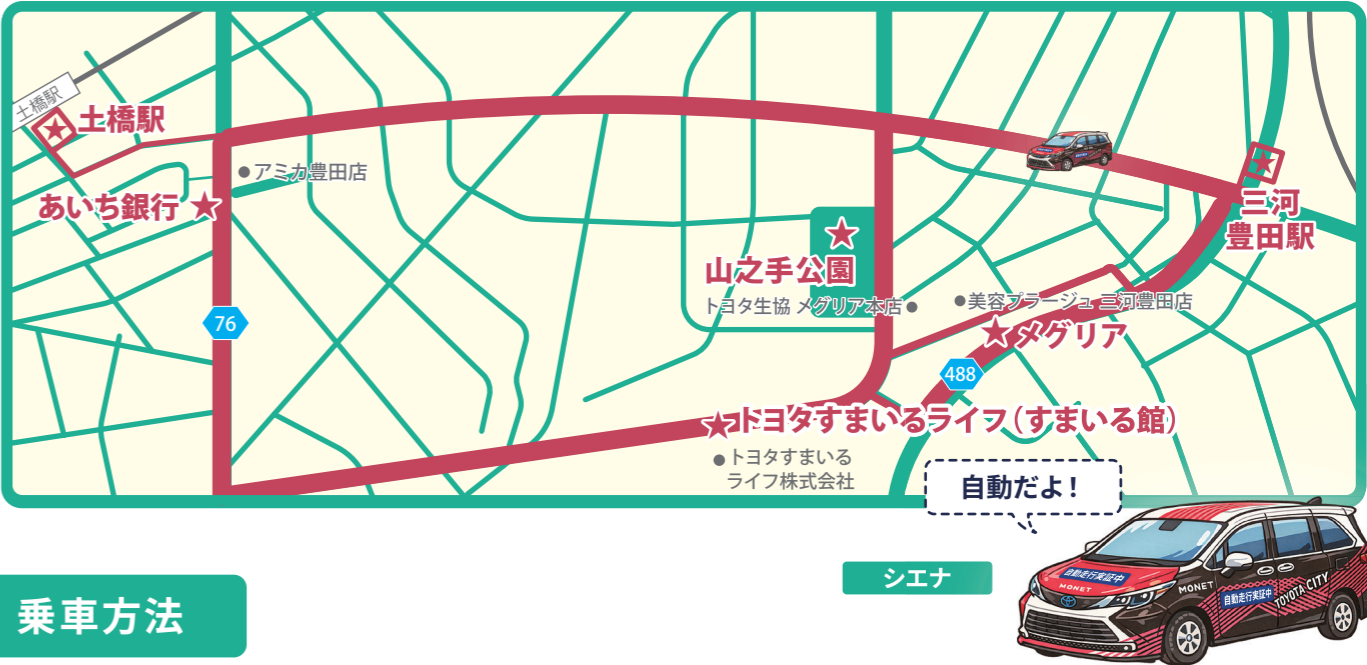 土橋駅
土橋駅
アミカ豊田店
あいち銀行
三河
豊田駅
山之手公園
トヨタ生協 メグリア本店
美容プラージュ 三河豊田店
76
メグリア
488
トヨタすまいるライフ（すまいる館）
トヨタすまいる
ライフ株式会社
自動だよ！
シエナ
自動走行実証中
MONET
MONET
自動走行実証中
TOYOTA CITY
乗車方法